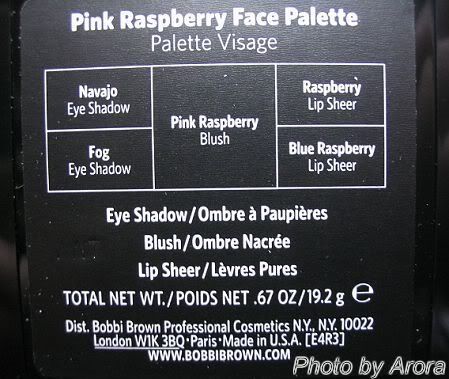 Pink Raspberry Face Palette
Palette Visage
Navajo
Eye Shadow
Fog
Eye Shadow
Pink Raspberry
Blush
Raspberry
Lip Sheer
Blue Raspberry
Lip Sheer
Eye Shadow/Ombre à Paupières
Blush/Ombre Nacrée
Lip Sheer/Lèvres Pures
TOTAL NET WT./POIDS NET .67 OZ/19.2 g ℮
Dist. Bobbi Brown Professional Cosmetics N.Y., N.Y. 10022
London W1K 3BQ·Paris·Made in U.S.A. [E4R3]
WWW.BOBBIBROWN.COM
Photo by Arora